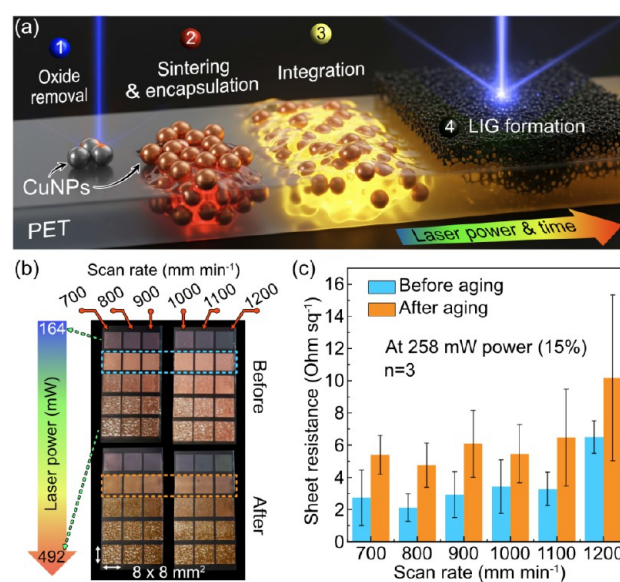 (a)
1
Oxide
removal
2
Sintering
& encapsulation
3
Integration
4 LIG formation
CuNPs
PET
Laser power & time
(b)
Scan rate (mm min⁻¹)
700
800
900
1000
1100
1200
164
Laser power (mW)
492
Before
After
8 x 8 mm²
(c)
Before aging
After aging
At 258 mW power (15%)
n=3
Sheet resistance (Ohm sq⁻¹)
16
14
12
10
8
6
4
2
0
700 800 900 1000 1100 1200
Scan rate (mm min⁻¹)